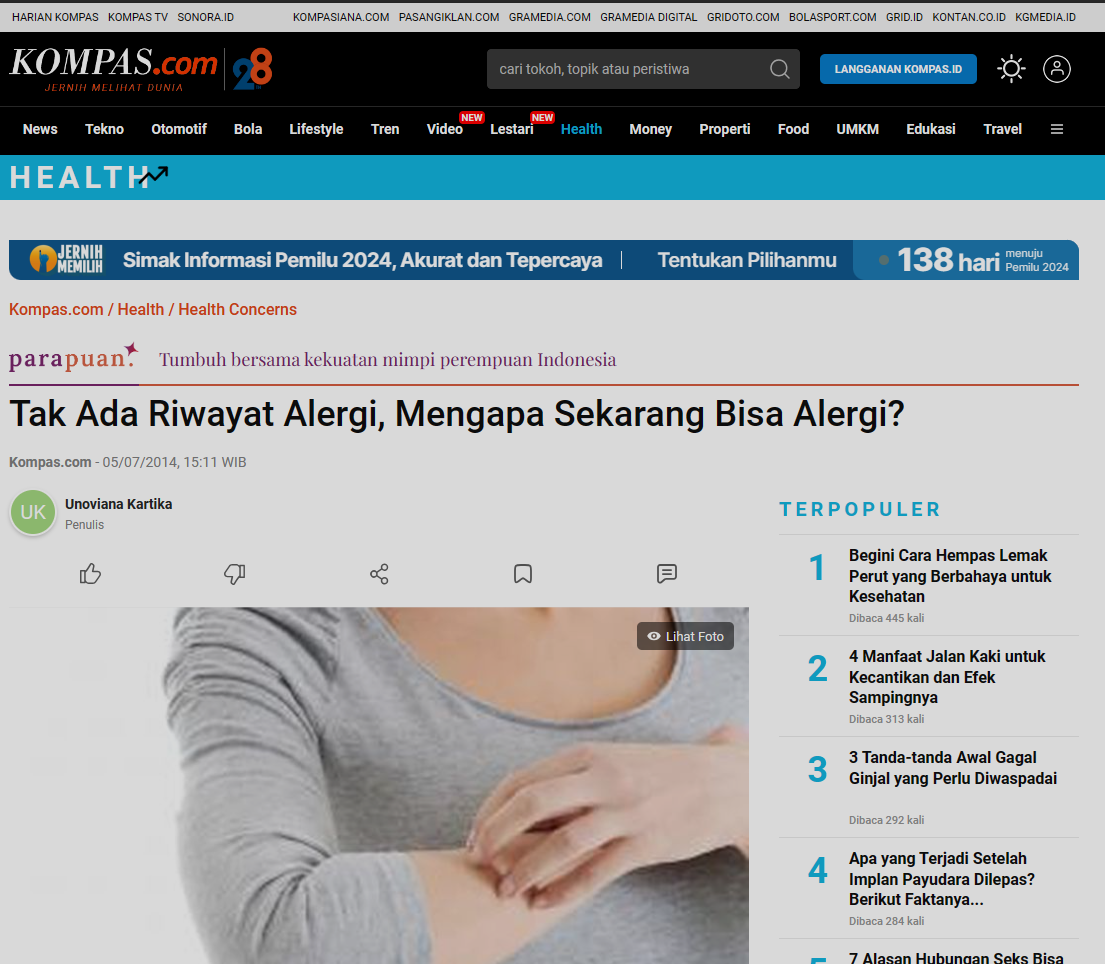 HARIAN KOMPAS KOMPAS TV SONORA.ID KOMPASIANA.COM PASANGIKLAN.COM GRAMEDIA.COM GRAMEDIA DIGITAL GRIDOTO.COM BOLASPORT.COM GRID.ID KONTAN.CO.ID KGMEDIA.ID
KOMPAS.com 28
JERNIH MELIHAT DUNIA
cari tokoh, topik atau peristiwa
LANGGANAN KOMPAS.ID
NEW NEW
News Tekno Otomotif Bola Lifestyle Tren Video Lestari Health Money Properti Food UMKM Edukasi Travel
HEALTH
JERNIH MEMILIH
Simak Informasi Pemilu 2024, Akurat dan Tepercaya
Tentukan Pilihanmu
138 hari
menuju
Pemilu 2024
Kompas.com / Health / Health Concerns
parapuan. Tumbuh bersama kekuatan mimpi perempuan Indonesia
Tak Ada Riwayat Alergi, Mengapa Sekarang Bisa Alergi?
Kompas.com - 05/07/2014, 15:11 WIB
UK
Unoviana Kartika
Penulis
Lihat Foto
TERPOPULER
1
Begini Cara Hempas Lemak
Perut yang Berbahaya untuk
Kesehatan
Dibaca 445 kali
2
4 Manfaat Jalan Kaki untuk
Kecantikan dan Efek
Sampingnya
Dibaca 313 kali
3
3 Tanda-tanda Awal Gagal
Ginjal yang Perlu Diwaspadai
Dibaca 292 kali
4
Apa yang Terjadi Setelah
Implan Payudara Dilepas?
Berikut Faktanya...
Dibaca 284 kali
5
7 Alasan Hubungan Seks Bisa